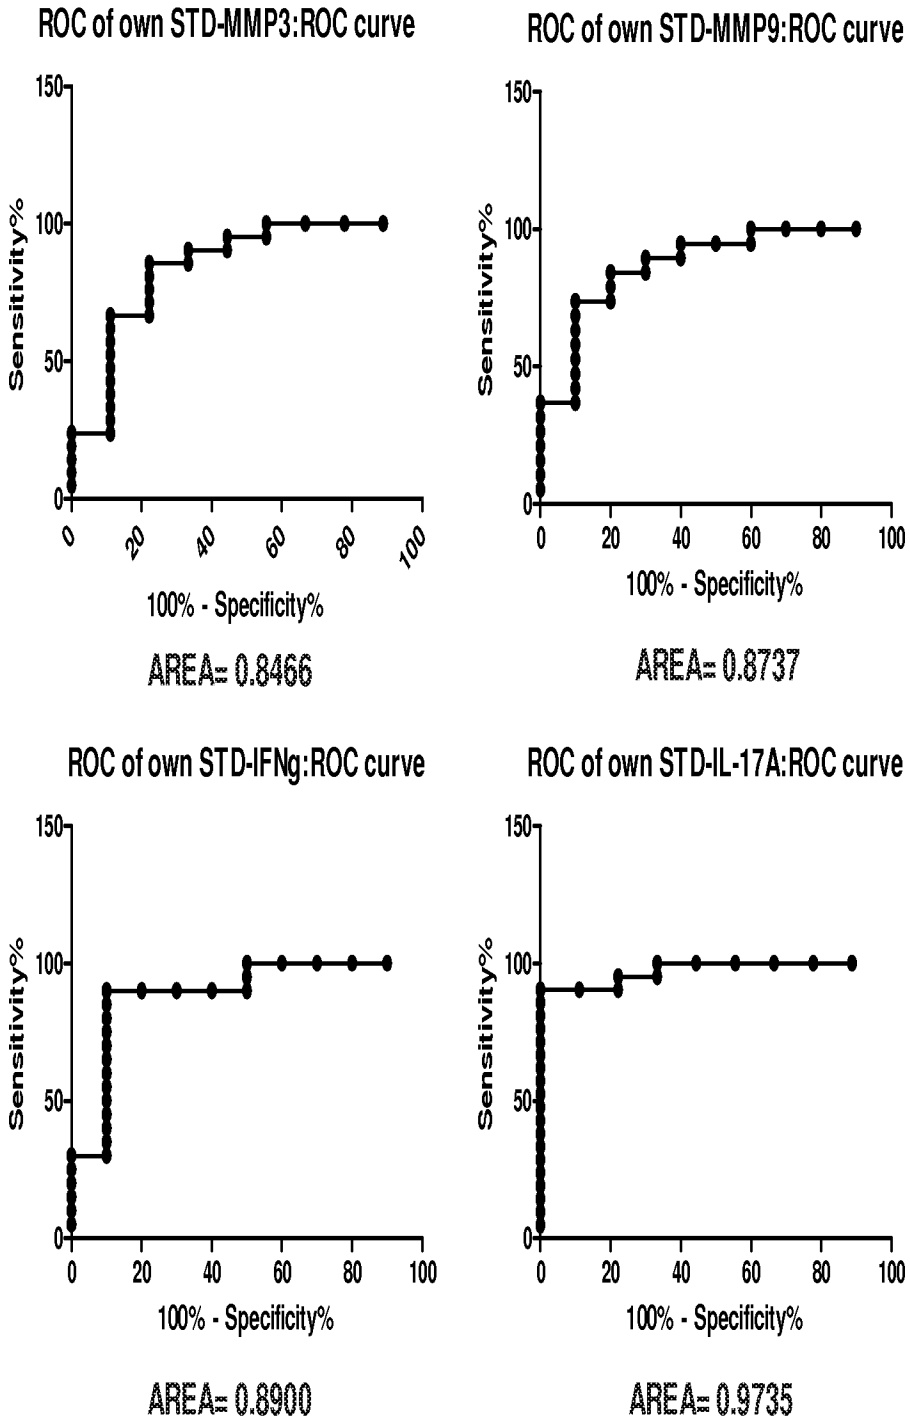 ROC of own STD-MMP3:ROC curve
150
100
50
0
Sensitivity%
0 20 40 60 80 100
100% - Specificity%
AREA= 0.8466
ROC of own STD-MMP9:ROC curve
150
100
50
0
Sensitivity%
0 20 40 60 80 100
100% - Specificity%
AREA= 0.8737
ROC of own STD-IFNg:ROC curve
150
100
50
0
Sensitivity%
0 20 40 60 80 100
100% - Specificity%
AREA= 0.8900
ROC of own STD-IL-17A:ROC curve
150
100
50
0
Sensitivity%
0 20 40 60 80 100
100% - Specificity%
AREA= 0.9735